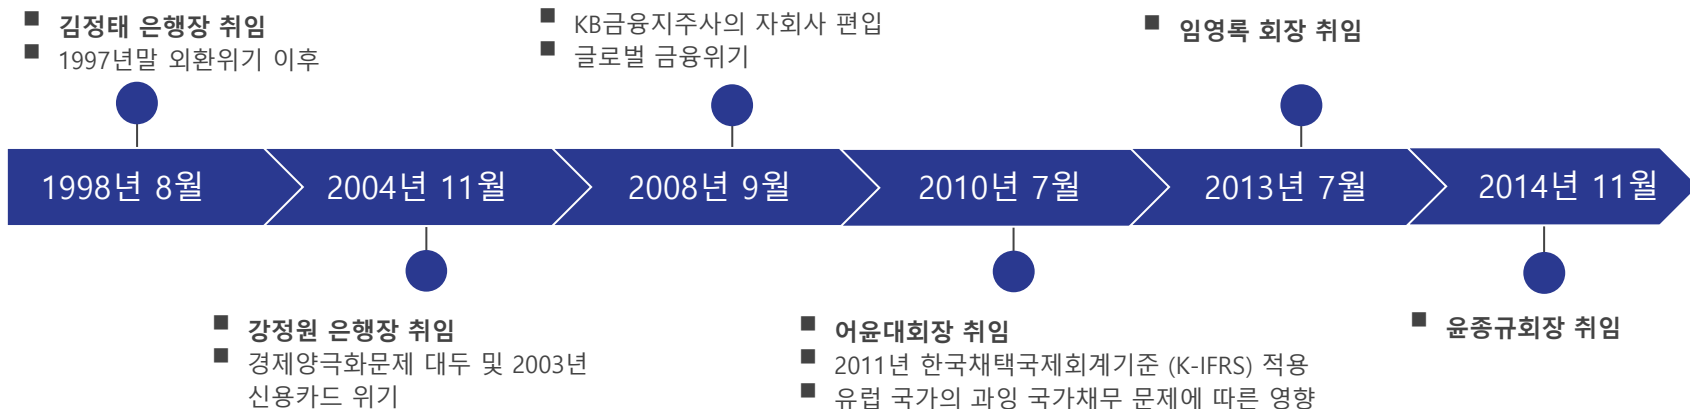 ■ 김정태 은행장 취임
■ 1997년말 외환위기 이후
■ KB금융지주사의 자회사 편입
■ 글로벌 금융위기
■ 임영록 회장 취임
1998년 8월
2004년 11월
2008년 9월
2010년 7월
2013년 7월
2014년 11월
■ 강정원 은행장 취임
■ 경제양극화문제 대두 및 2003년
신용카드 위기
■ 어윤대회장 취임
■ 2011년 한국채택국제회계기준 (K-IFRS) 적용
■ 유럽 국가의 과잉 국가채무 문제에 따른 영향
■ 윤종규회장 취임